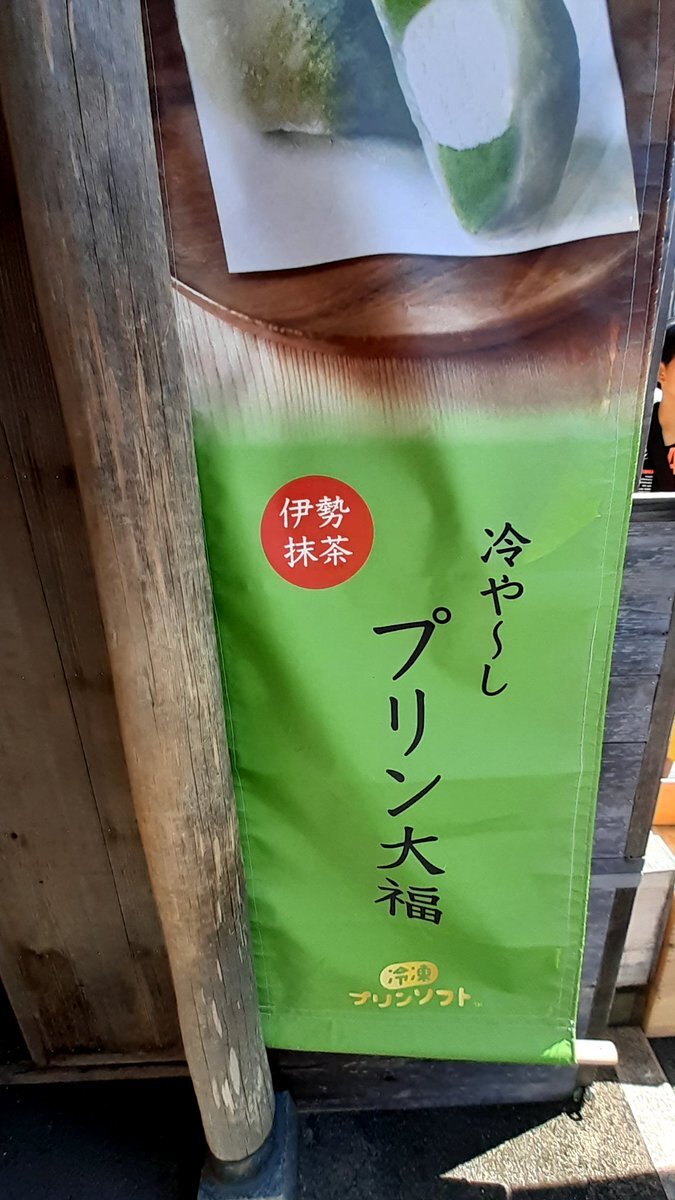 伊勢
抹茶
冷や〜し
プリン大福
冷凍
プリンソフト